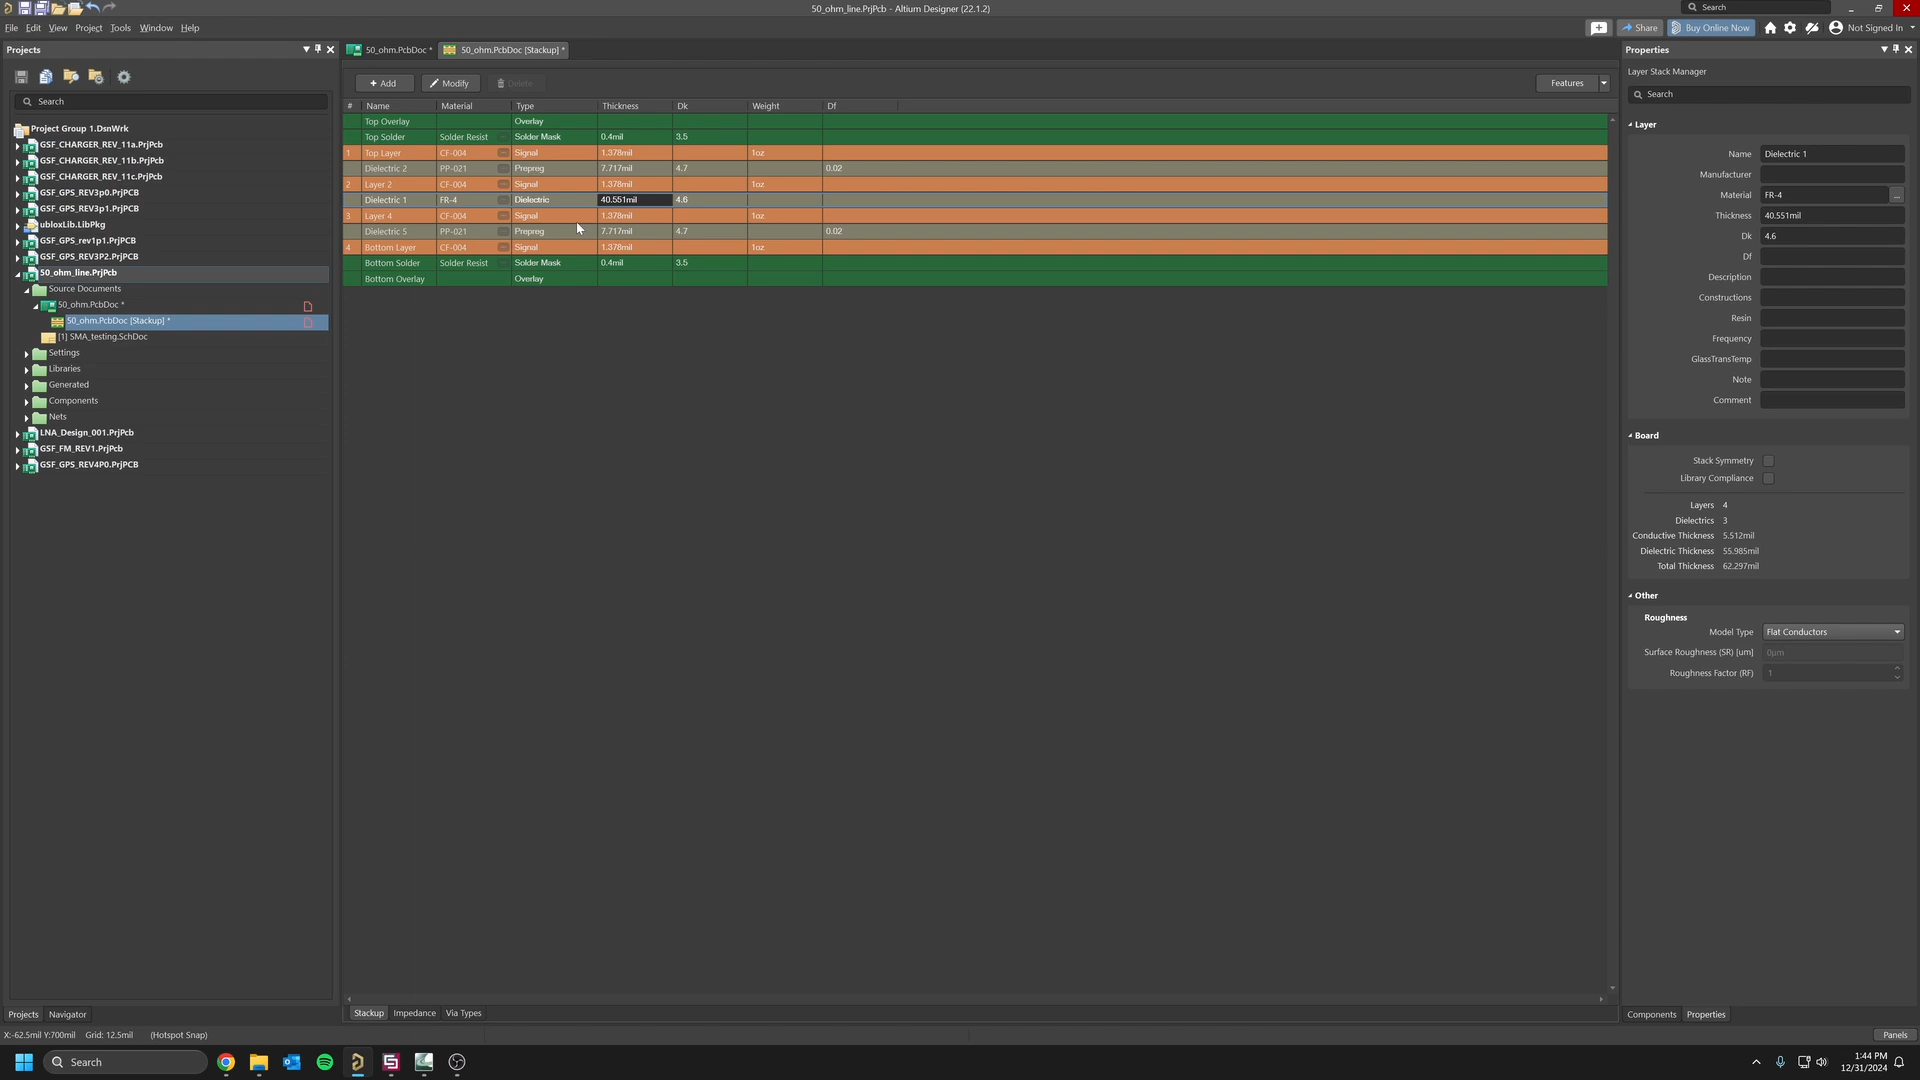 50_ohm_line.PrjPcb - Altium Designer (22.1.2)
Search
File Edit View Project Tools Window Help
Share
Buy Online Now
Not Signed In
Projects
Search
Project Group 1.DsnWrk
GSF_CHARGER_REV_11a.PrjPcb
GSF_CHARGER_REV_11b.PrjPcb
GSF_CHARGER_REV_11c.PrjPcb
GSF_GPS_REV3p0.PrjPCB
GSF_GPS_REV3p1.PrjPCB
ubloxLib.LibPkg
GSF_GPS_rev1p1.PrjPCB
GSF_GPS_REV3P2.PrjPCB
50_ohm_line.PrjPcb
Source Documents
50_ohm.PcbDoc *
50_ohm.PcbDoc [Stackup] *
[1] SMA_testing.SchDoc
Settings
Libraries
Generated
Components
Nets
LNA_Design_001.PrjPcb
GSF_FM_REV1.PrjPcb
GSF_GPS_REV4P0.PrjPCB
Projects Navigator
50_ohm.PcbDoc *
50_ohm.PcbDoc [Stackup] *
+ Add
Modify
Delete
Features
# Name Material Type Thickness Dk Weight Df
Top Overlay Overlay
Top Solder Solder Resist Solder Mask 0.4mil 3.5
1 Top Layer CF-004 Signal 1.378mil 1oz
Dielectric 2 PP-021 Prepreg 7.717mil 4.7 0.02
2 Layer 2 CF-004 Signal 1.378mil 1oz
Dielectric 1 FR-4 Dielectric 40.551mil 4.6
3 Layer 4 CF-004 Signal 1.378mil 1oz
Dielectric 5 PP-021 Prepreg 7.717mil 4.7 0.02
4 Bottom Layer CF-004 Signal 1.378mil 1oz
Bottom Solder Solder Resist Solder Mask 0.4mil 3.5
Bottom Overlay Overlay
Stackup Impedance Via Types
Properties
Layer Stack Manager
Search
Layer
Name Dielectric 1
Manufacturer
Material FR-4 ...
Thickness 40.551mil
Dk 4.6
Df
Description
Constructions
Resin
Frequency
GlassTransTemp
Note
Comment
Board
Stack Symmetry
Library Compliance
Layers 4
Dielectrics 3
Conductive Thickness 5.512mil
Dielectric Thickness 55.985mil
Total Thickness 62.297mil
Other
Roughness
Model Type Flat Conductors
Surface Roughness (SR) [um] 0μm
Roughness Factor (RF) 1
Components Properties
X:-62.5mil Y:700mil Grid: 12.5mil (Hotspot Snap)
Panels
Search
1:44 PM
12/31/2024